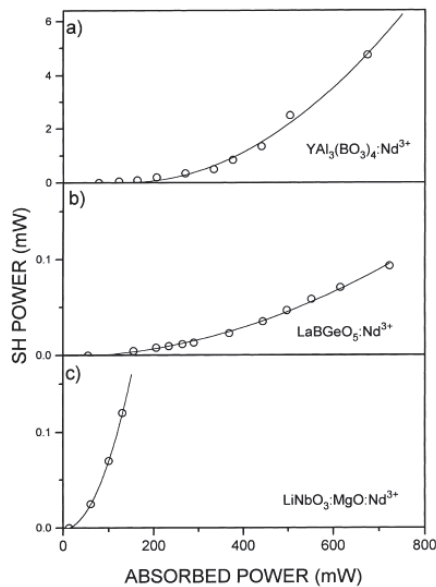 a)
6
4
2
0
YAl₃(BO₃)₄:Nd³⁺
b)
0.1
0.0
LaBGeO₅:Nd³⁺
c)
0.1
0.0
LiNbO₃:MgO:Nd³⁺
0 200 400 600 800
SH POWER (mW)
ABSORBED POWER (mW)